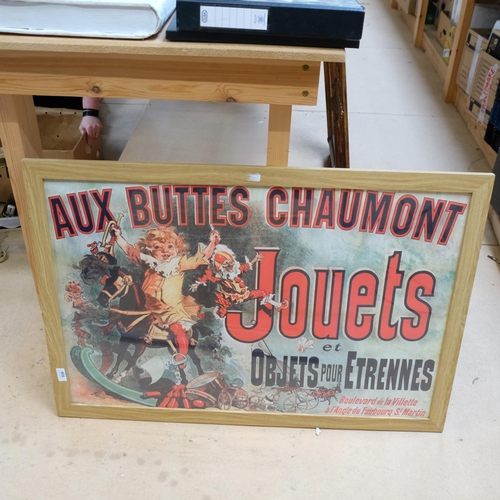 AUX BUTTES CHAUMONT
Jouets
et
OBJETS POUR ETRENNES
Boulevard de la Villette
à l'Angle du Faubourg St Martin